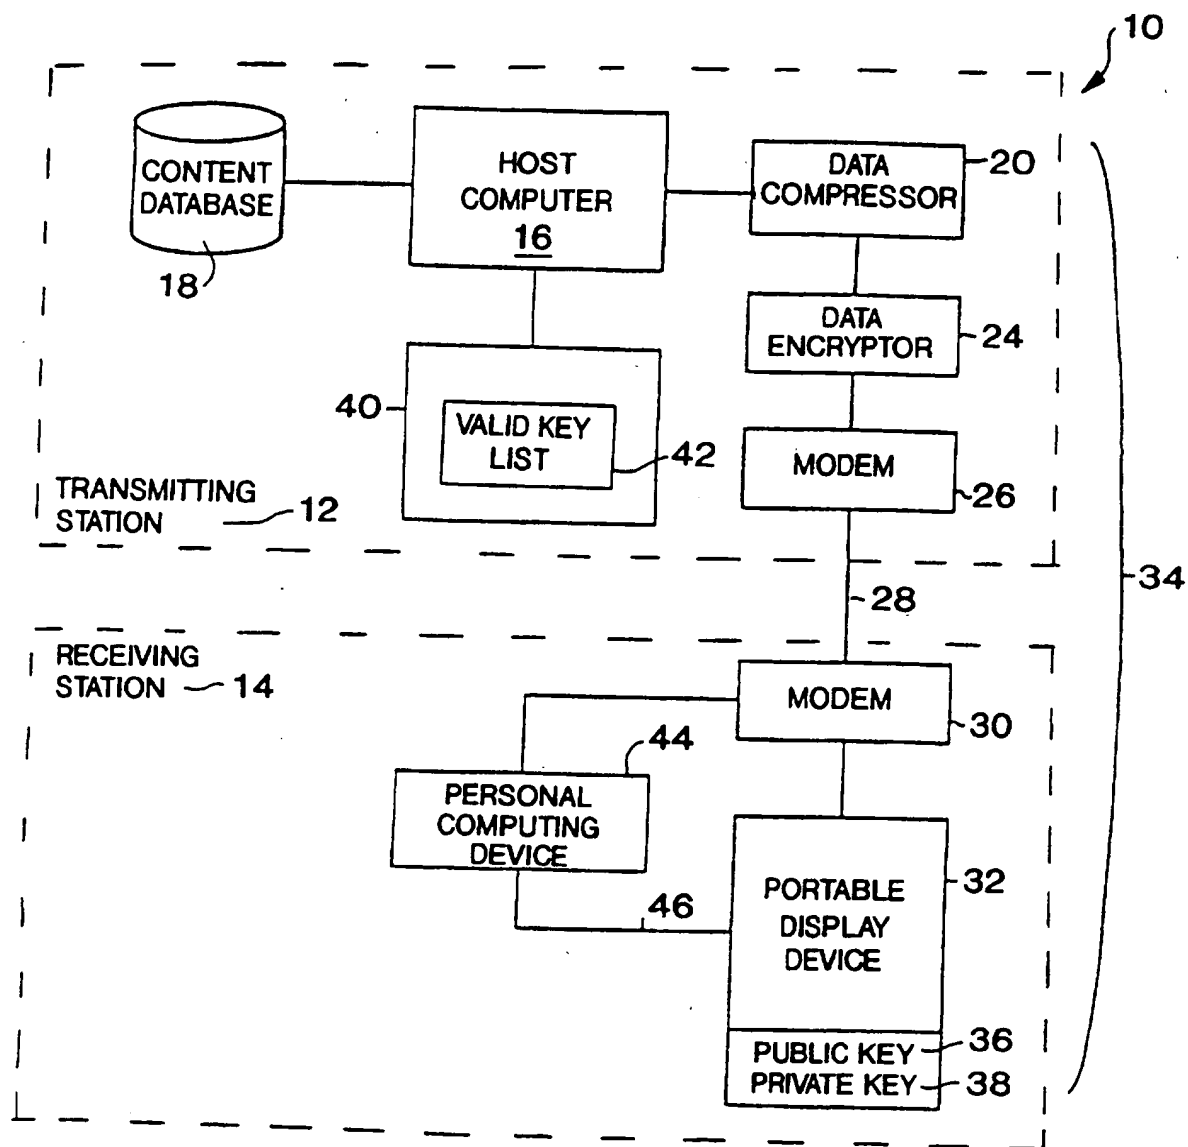 10
CONTENT
DATABASE
18
HOST
COMPUTER
16
DATA
COMPRESSOR
20
DATA
ENCRYPTOR
24
40
VALID KEY
LIST
42
MODEM
26
TRANSMITTING
STATION
12
28
34
RECEIVING
STATION
14
MODEM
30
44
PERSONAL
COMPUTING
DEVICE
46
PORTABLE
DISPLAY
DEVICE
32
PUBLIC KEY
36
PRIVATE KEY
38